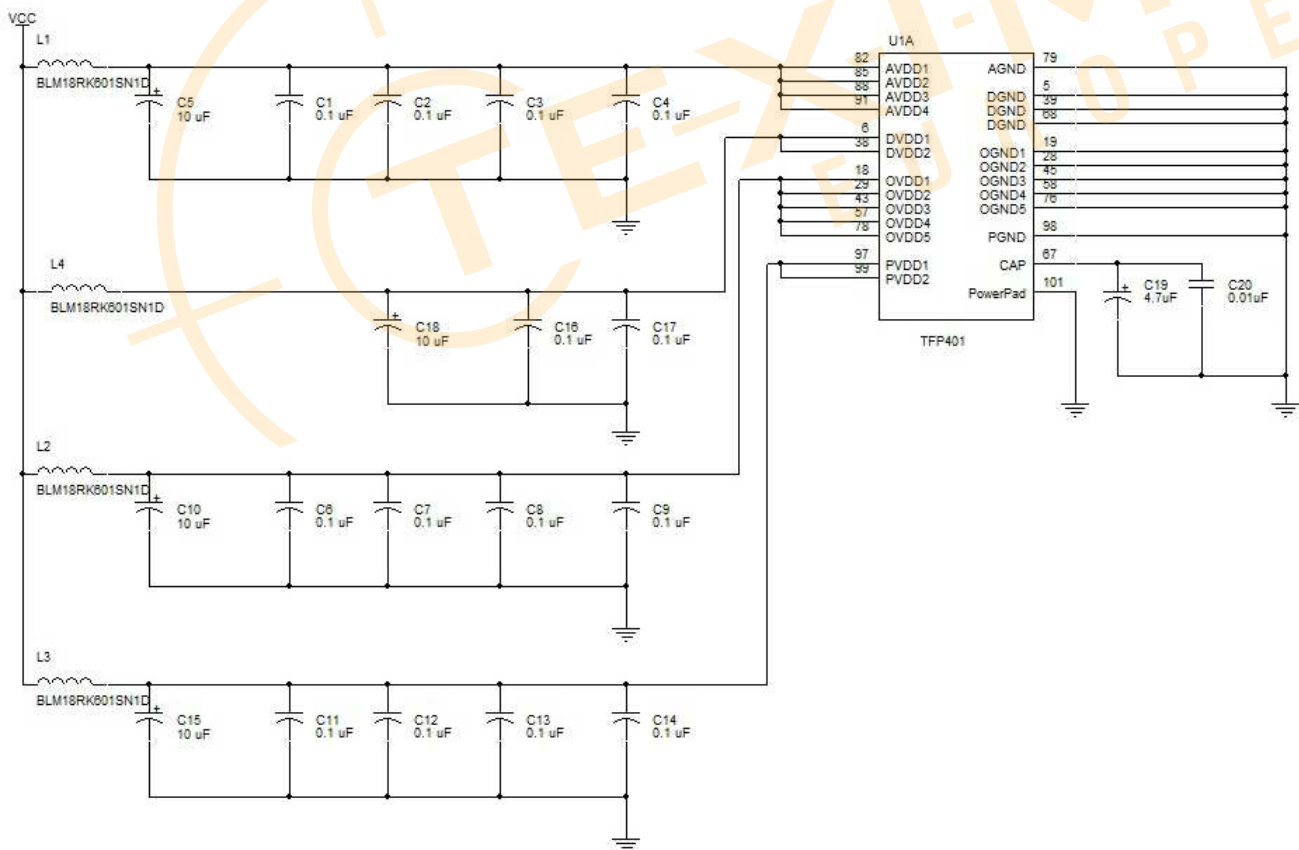 VCC
L1
BLM18RK601SN1D
C5
10 uF
C1
0.1 uF
C2
0.1 uF
C3
0.1 uF
C4
0.1 uF
L4
BLM18RK601SN1D
C18
10 uF
C16
0.1 uF
C17
0.1 uF
L2
BLM18RK601SN1D
C10
10 uF
C6
0.1 uF
C7
0.1 uF
C8
0.1 uF
C9
0.1 uF
L3
BLM18RK601SN1D
C15
10 uF
C11
0.1 uF
C12
0.1 uF
C13
0.1 uF
C14
0.1 uF
U1A
82 AVDD1
85 AVDD2
88 AVDD3
91 AVDD4
6 DVDD1
38 DVDD2
18 OVDD1
29 OVDD2
43 OVDD3
57 OVDD4
78 OVDD5
97 PVDD1
99 PVDD2
AGND 79
DGND 5
DGND 39
DGND 68
OGND1 19
OGND2 28
OGND3 45
OGND4 58
OGND5 76
PGND 98
CAP 67
PowerPad 101
TFP401
C19
4.7uF
C20
0.01uF